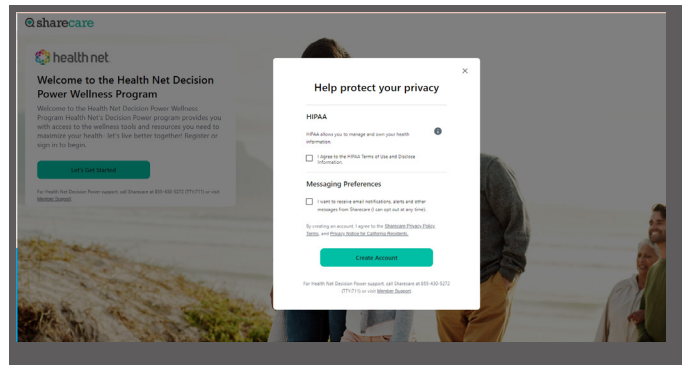 sharecare
health net
Welcome to the Health Net Decision
Power Wellness Program
Welcome to the Health Net Decision Power Wellness
Program Health Net's Decision Power program provides you
with access to the wellness tools and resources you need to
maximize your health- let's live better together! Register or
sign in to begin.
Let's Get Started!
For Health Net Decision Power support, call Sharecare at 855-430-5272 (TTY:711) or visit
Member Support.
×
Help protect your privacy
HIPAA
HIPAA allows you to manage and own your health
information.
I Agree to the HIPAA Terms of Use and Disclose
Information.
Messaging Preferences
I want to receive email notifications, alerts and other
messages from Sharecare (I can opt out at any time).
By creating an account, I agree to the Sharecare Privacy Policy,
Terms, and Privacy Notice for California Residents.
Create Account
For Health Net Decision Power support, call Sharecare at 855-430-5272
(TTY:711) or visit Member Support.